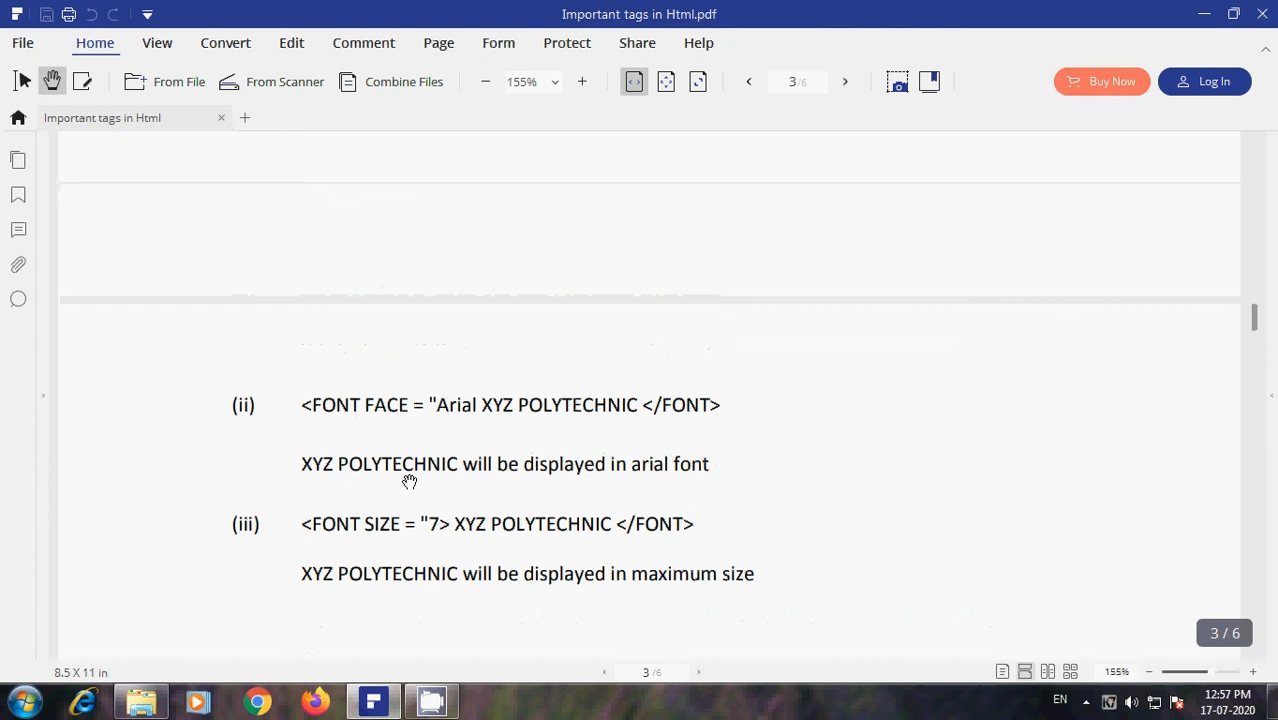 Important tags in Html.pdf
File Home View Convert Edit Comment Page Form Protect Share Help
From File From Scanner Combine Files 155% 3/6 Buy Now Log In
Important tags in Html
(ii) <FONT FACE = "Arial XYZ POLYTECHNIC </FONT>
XYZ POLYTECHNIC will be displayed in arial font
(iii) <FONT SIZE = "7> XYZ POLYTECHNIC </FONT>
XYZ POLYTECHNIC will be displayed in maximum size
3 / 6
8.5 X 11 in 3 /6 155%
EN 12:57 PM
17-07-2020